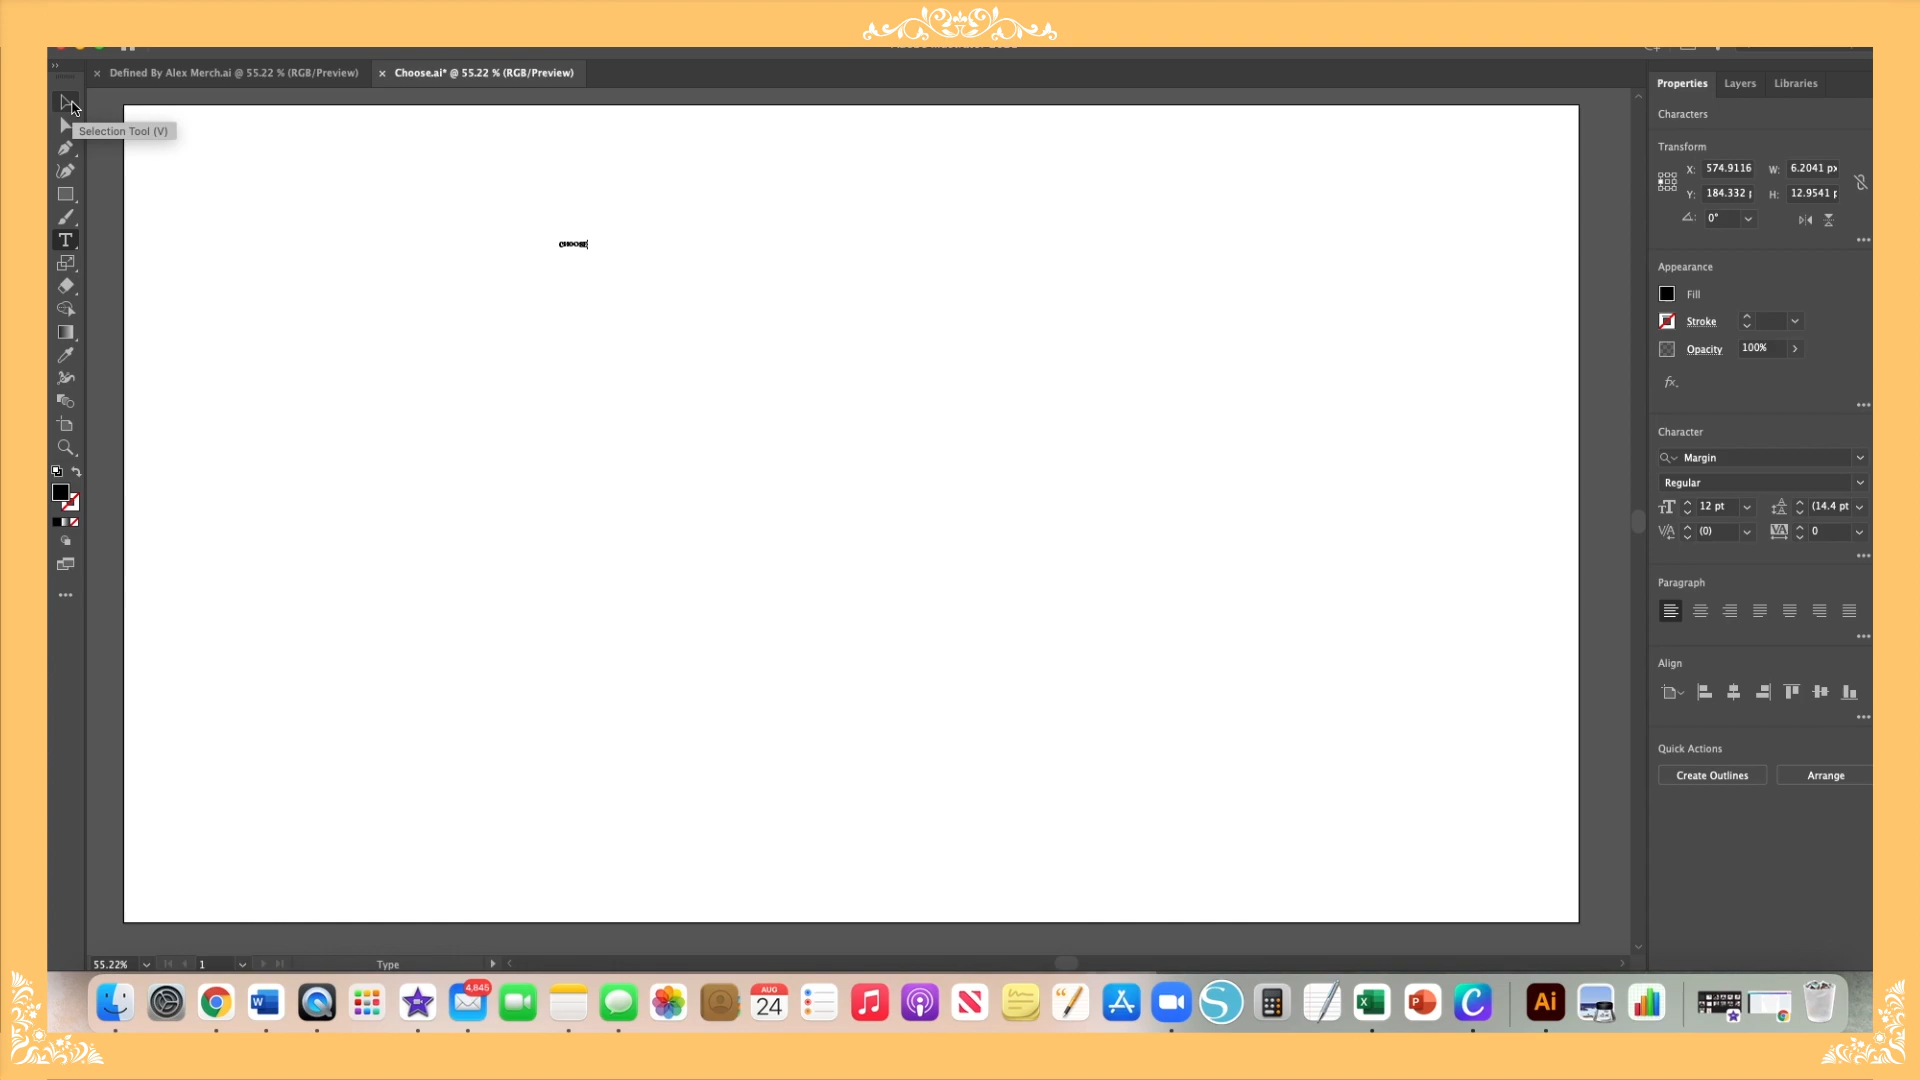 Defined By Alex Merch.ai @ 55.22 % (RGB/Preview)
Choose.ai* @ 55.22 % (RGB/Preview)
Selection Tool (V)
CHOOSE
Properties
Layers
Libraries
Characters
Transform
X:
574.9116
W:
6.2041 px
Y:
184.332
H:
12.9541
0°
Appearance
Fill
Stroke
Opacity
100%
fx.
Character
Margin
Regular
12 pt
(14.4 pt
(0)
0
Paragraph
Align
Quick Actions
Create Outlines
Arrange
55.22%
1
Type
4,845
AUG
24
Ai